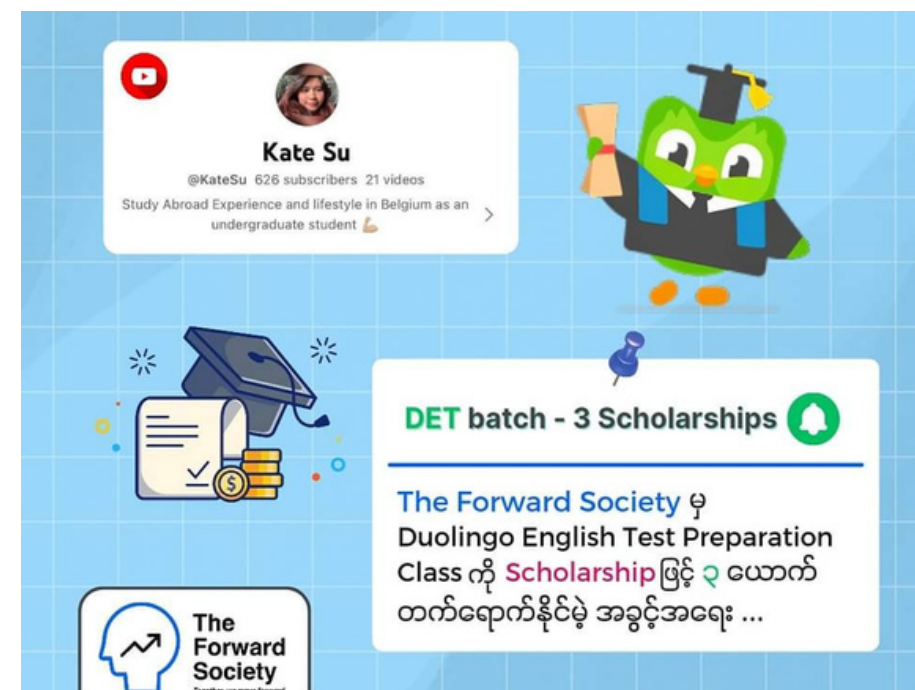 Kate Su
@KateSu 626 subscribers 21 videos
Study Abroad Experience and lifestyle in Belgium as an
undergraduate student 💪🏼
DET batch - 3 Scholarships
The Forward Society မှ
Duolingo English Test Preparation
Class ကို Scholarship ဖြင့် ၃ ယောက်
တက်ရောက်နိုင်မဲ့ အခွင့်အရေး ...
$
The
Forward
Society